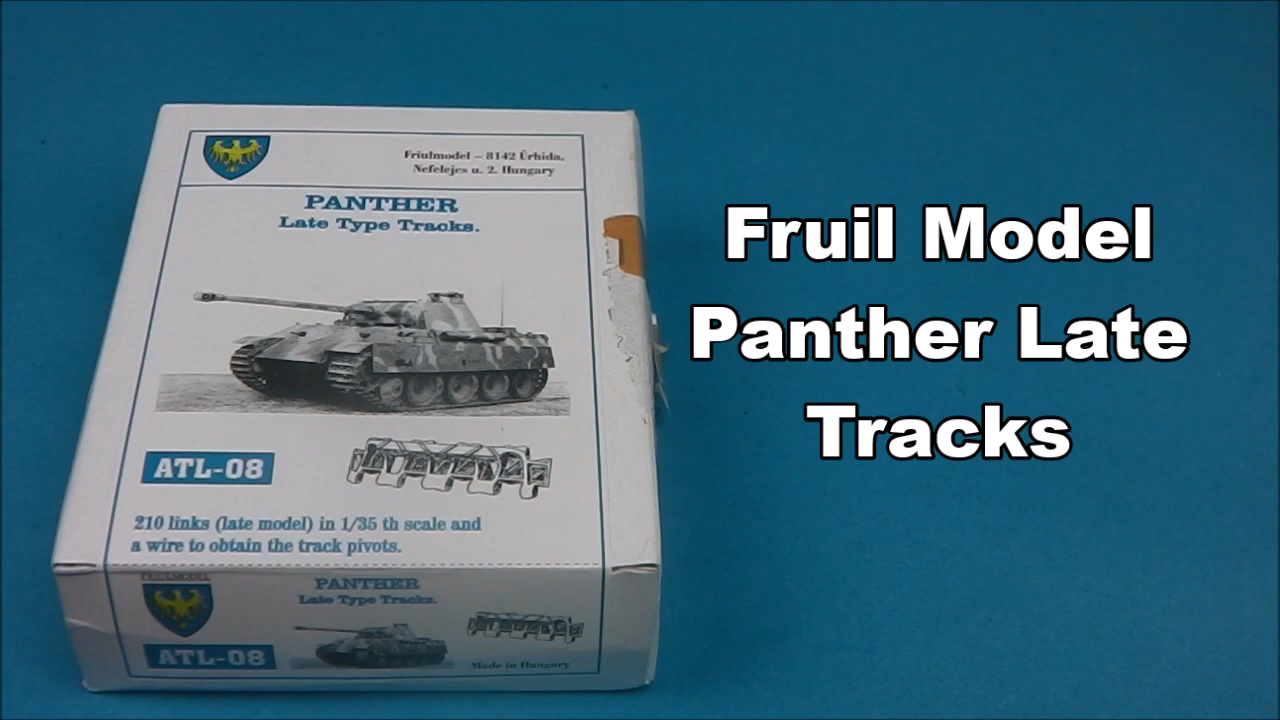 Friulmodel – 8142 Úrhida,
Nefelejcs u. 2. Hungary
PANTHER
Late Type Tracks.
ATL-08
210 links (late model) in 1/35 th scale and
a wire to obtain the track pivots.
FRIULMODEL
PANTHER
Late Type Tracks.
ATL-08
Made in Hungary
Fruil Model
Panther Late
Tracks